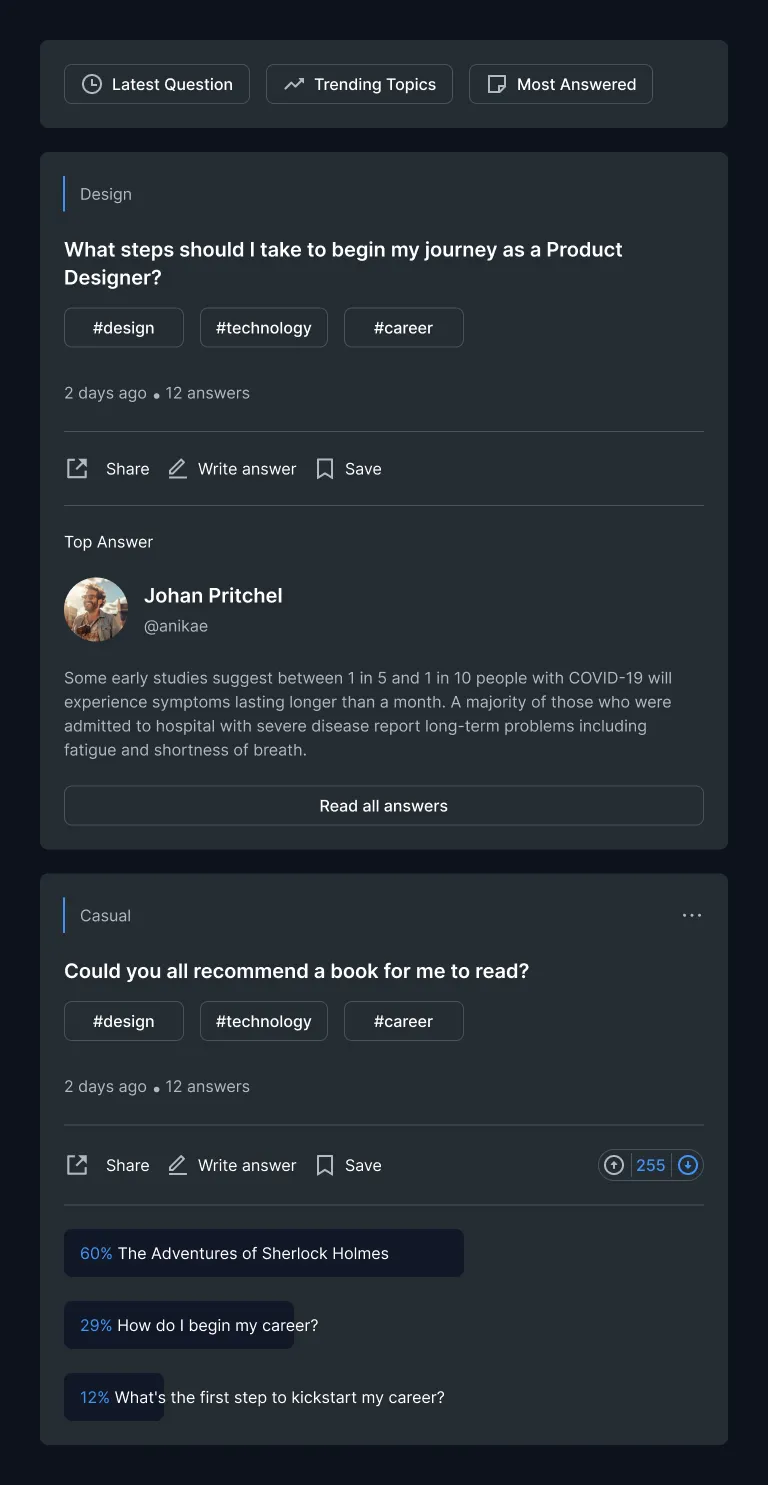 Latest Question Trending Topics Most Answered
Design
What steps should I take to begin my journey as a Product
Designer?
#design #technology #career
2 days ago • 12 answers
Share Write answer Save
Top Answer
Johan Pritchel
@anikae
Some early studies suggest between 1 in 5 and 1 in 10 people with COVID-19 will
experience symptoms lasting longer than a month. A majority of those who were
admitted to hospital with severe disease report long-term problems including
fatigue and shortness of breath.
Read all answers
Casual
Could you all recommend a book for me to read?
#design #technology #career
2 days ago • 12 answers
Share Write answer Save 255
60% The Adventures of Sherlock Holmes
29% How do I begin my career?
12% What's the first step to kickstart my career?